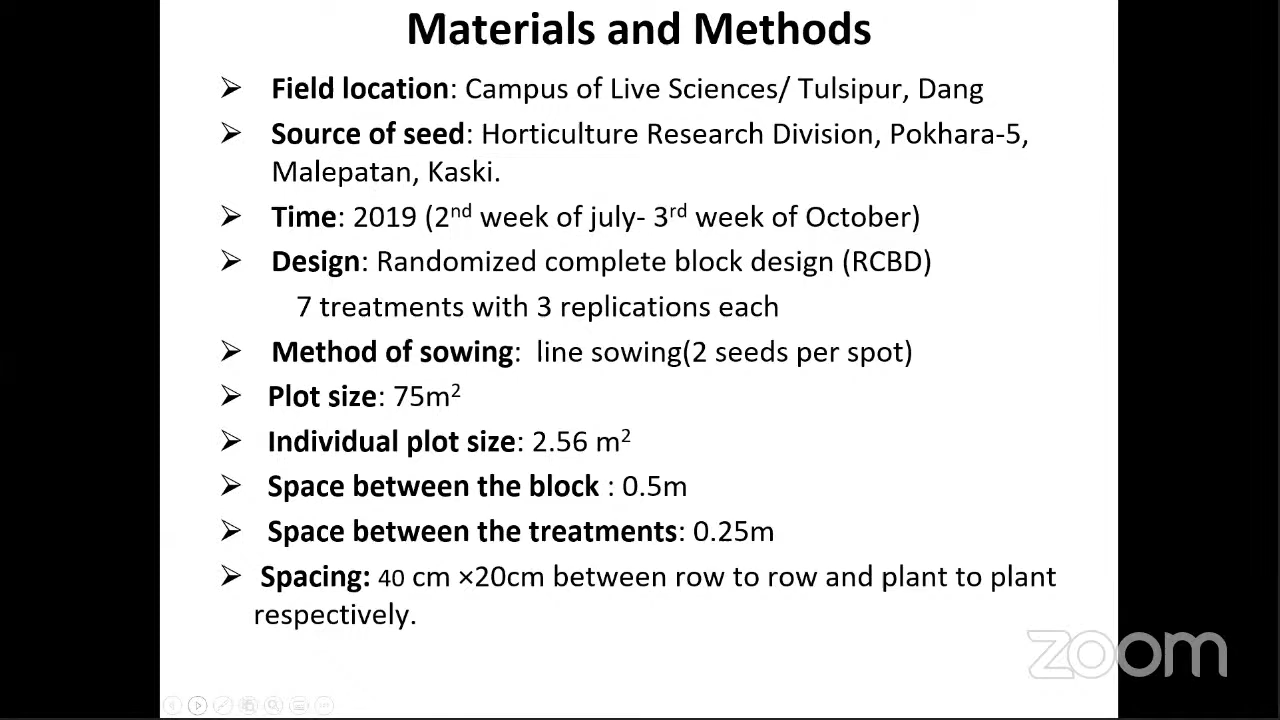 Materials and Methods
➢ Field location: Campus of Live Sciences/ Tulsipur, Dang
➢ Source of seed: Horticulture Research Division, Pokhara-5,
Malepatan, Kaski.
➢ Time: 2019 (2nd week of july- 3rd week of October)
➢ Design: Randomized complete block design (RCBD)
7 treatments with 3 replications each
➢ Method of sowing: line sowing(2 seeds per spot)
➢ Plot size: 75m²
➢ Individual plot size: 2.56 m²
➢ Space between the block : 0.5m
➢ Space between the treatments: 0.25m
➢ Spacing: 40 cm ×20cm between row to row and plant to plant
respectively.
zoom